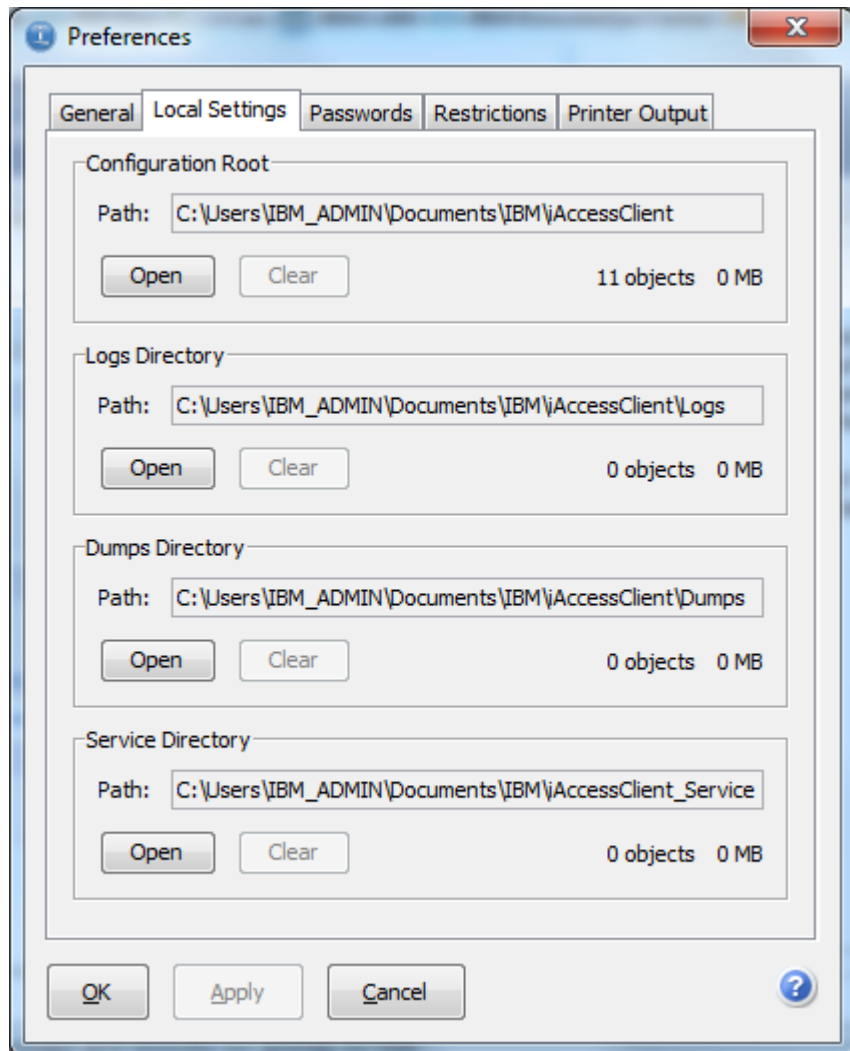 Preferences
General Local Settings Passwords Restrictions Printer Output
Configuration Root
Path: C:\Users\IBM_ADMIN\Documents\IBM\iAccessClient
Open Clear 11 objects 0 MB
Logs Directory
Path: C:\Users\IBM_ADMIN\Documents\IBM\iAccessClient\Logs
Open Clear 0 objects 0 MB
Dumps Directory
Path: C:\Users\IBM_ADMIN\Documents\IBM\iAccessClient\Dumps
Open Clear 0 objects 0 MB
Service Directory
Path: C:\Users\IBM_ADMIN\Documents\IBM\iAccessClient_Service
Open Clear 0 objects 0 MB
OK Apply Cancel ?